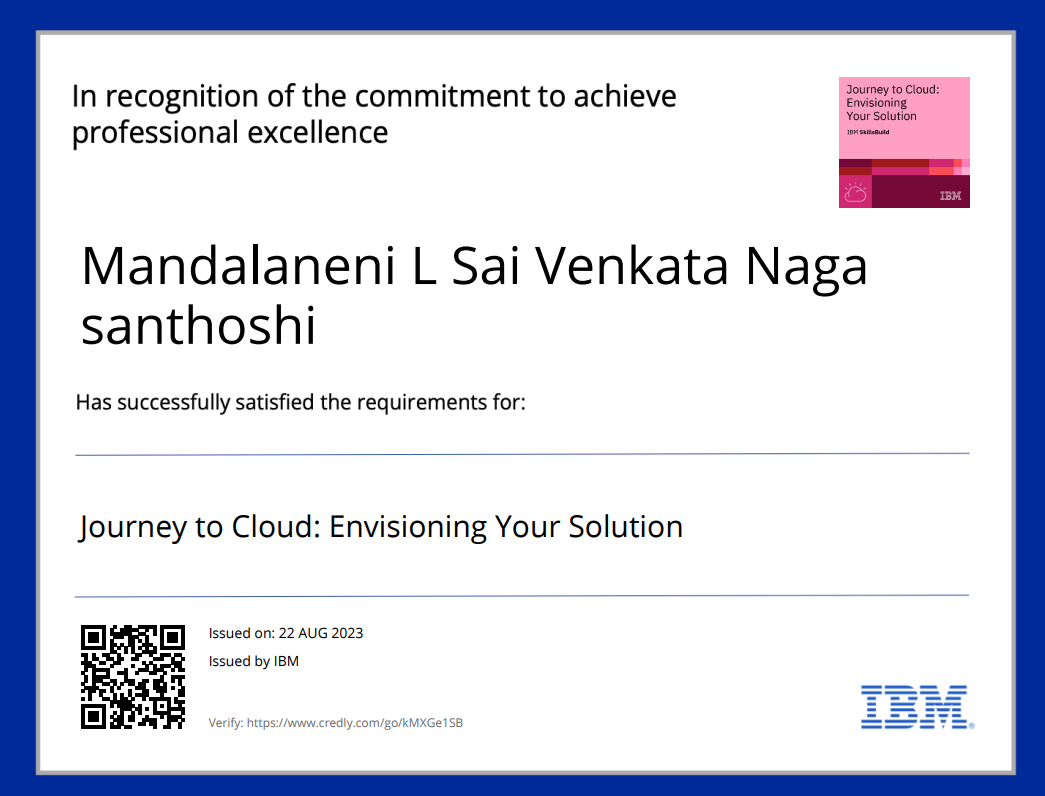 In recognition of the commitment to achieve
professional excellence
Journey to Cloud:
Envisioning
Your Solution
IBM SkillsBuild
IBM
Mandalaneni L Sai Venkata Naga
santhoshi
Has successfully satisfied the requirements for:
Journey to Cloud: Envisioning Your Solution
Issued on: 22 AUG 2023
Issued by IBM
Verify: https://www.credly.com/go/kMXGe1SB
IBM®